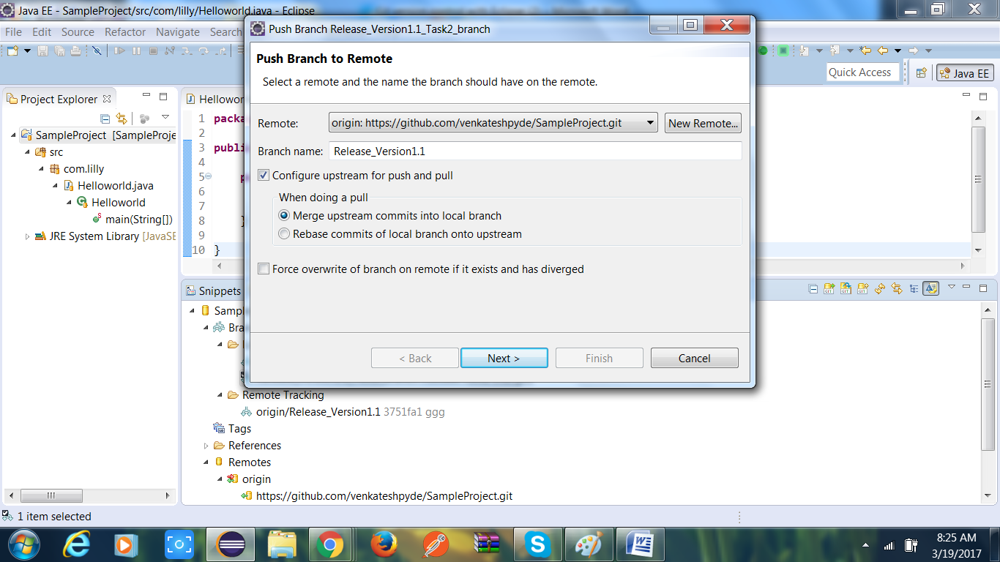 Java EE - SampleProject/src/com/lilly/Helloworld.java - Eclipse
File Edit Source Refactor Navigate Search
Quick Access
Java EE
Project Explorer
SampleProject [SampleProje
src
com.lilly
Helloworld.java
Helloworld
main(String[])
JRE System Library [JavaSE
Hellowor
1 packa
2
3 publi
4
5 p
6
7
8 }
9
10 }
Push Branch Release_Version1.1_Task2_branch
Push Branch to Remote
Select a remote and the name the branch should have on the remote.
Remote: origin: https://github.com/venkateshpyde/SampleProject.git New Remote...
Branch name: Release_Version1.1
Configure upstream for push and pull
When doing a pull
Merge upstream commits into local branch
Rebase commits of local branch onto upstream
Force overwrite of branch on remote if it exists and has diverged
< Back Next > Finish Cancel
Snippets
Samp
Bra
Remote Tracking
origin/Release_Version1.1 3751fa1 ggg
Tags
References
Remotes
origin
https://github.com/venkateshpyde/SampleProject.git
1 item selected
8:25 AM
3/19/2017